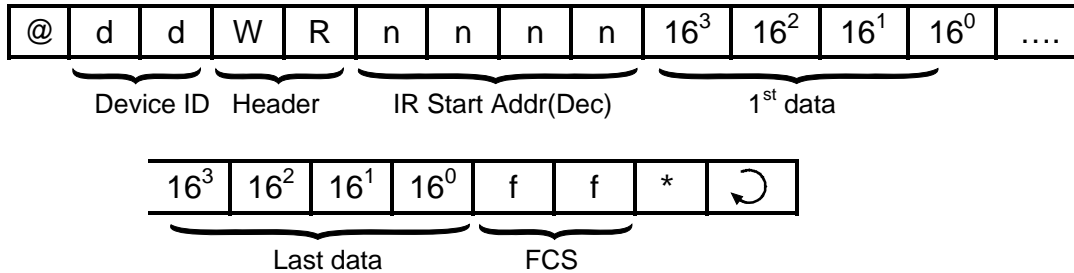 @ d d W R n n n n 16³ 16² 16¹ 16⁰ ....
Device ID Header IR Start Addr(Dec) 1st data
16³ 16² 16¹ 16⁰ f f *
Last data FCS